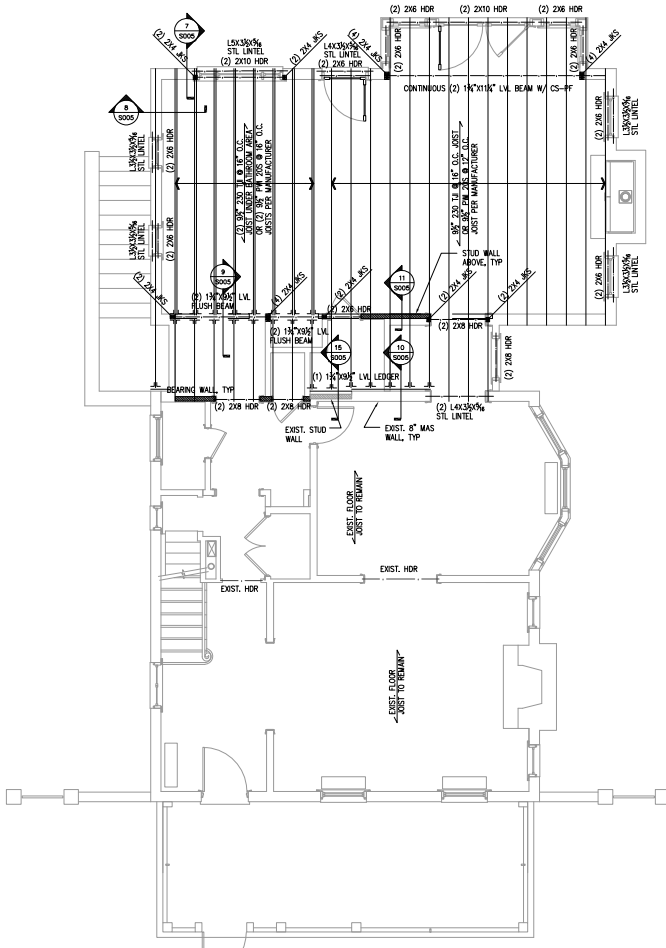 7
S005
(2) 2X4 JKS
L5X3½X5⁄16
STL LINTEL
(2) 2X10 HDR
(2) 2X4 JKS
L4X3½X5⁄16
STL LINTEL
(2) 2X6 HDR
(4) 2X4 JKS
(2) 2X6 HDR
(2) 2X10 HDR
(2) 2X6 HDR
(2) 2X6 HDR
(2) 2X6 HDR
(4) 2X4 JKS
CONTINUOUS (2) 1¾"X11¼" LVL BEAM W/ CS-PF
8
S005
L3½X3½X5⁄16
STL LINTEL
(2) 2X6 HDR
L3½X3½X5⁄16
STL LINTEL
(2) 2X6 HDR
(2) 9½" 230 TJI @ 16" O.C.
JOIST UNDER BATHROOM AREA
OR (2) 9½" PWI 20S @ 16" O.C.
JOISTS PER MANUFACTURER
9½" 230 TJI @ 16" O.C. JOIST
OR 9½" PWI 20S @ 12" O.C.
JOIST PER MANUFACTURER
(2) 2X6 HDR
L3½X3½X5⁄16
STL LINTEL
(2) 2X6 HDR
L3½X3½X5⁄16
STL LINTEL
STUD WALL
ABOVE, TYP
(2) 2X4 JKS
9
S005
(2) 1¾"X9½" LVL
FLUSH BEAM
(4) 2X4 JKS
(2) 2X4 JKS
(2) 2X6 HDR
11
S005
(2) 2X4 JKS
(2) 2X4 JKS
(2) 2X8 HDR
(2) 1¾"X9½" LVL
FLUSH BEAM
15
S005
10
S005
(2) 2X8 HDR
(1) 1¾"X9½" LVL LEDGER
BEARING WALL, TYP
(2) 2X8 HDR
(2) 2X8 HDR
(2) L4X3½X5⁄16
STL LINTEL
EXIST. STUD
WALL
EXIST. 8" MAS
WALL, TYP
EXIST. FLOOR
JOIST TO REMAIN
EXIST. HDR
EXIST. HDR
EXIST. FLOOR
JOIST TO REMAIN